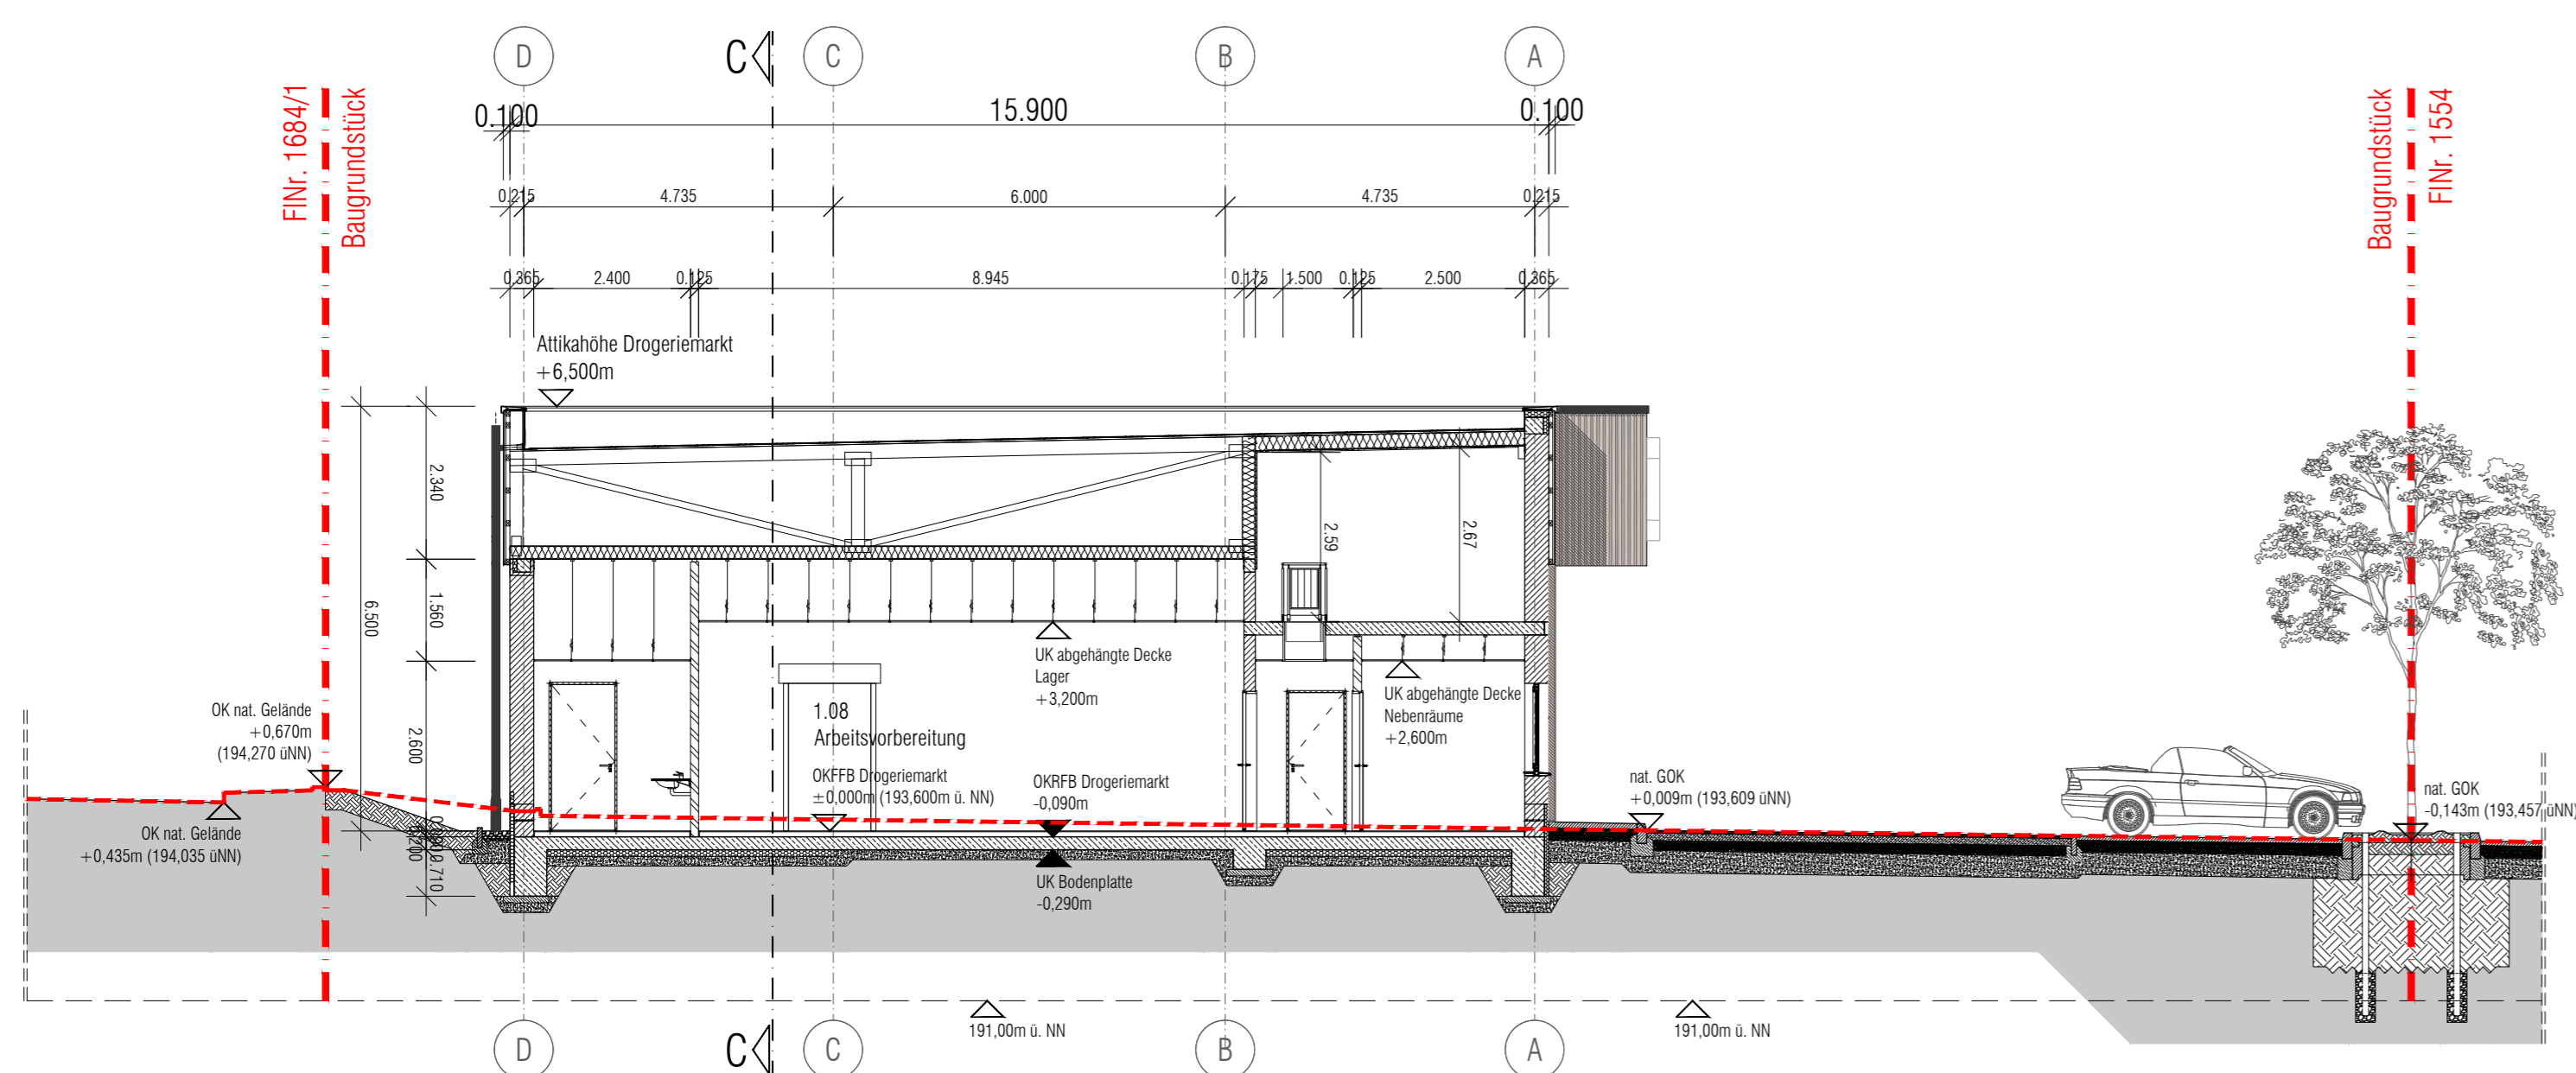 D
C
C
B
A
FlNr. 1684/1
Baugrundstück
Baugrundstück
FlNr. 1554
0.100
15.900
0.100
0.215
4.735
6.000
4.735
0.215
0.365
2.400
0.125
8.945
0.175
1.500
0.125
2.500
0.365
Attikahöhe Drogeriemarkt
+6,500m
2.340
1.560
6.500
2.600
0.200
0.710
2.59
2.67
UK abgehängte Decke
Lager
+3,200m
UK abgehängte Decke
Nebenräume
+2,600m
1.08
Arbeitsvorbereitung
OKFFB Drogeriemarkt
±0,000m (193,600m ü. NN)
OKRFB Drogeriemarkt
-0,090m
UK Bodenplatte
-0,290m
OK nat. Gelände
+0,670m
(194,270 üNN)
OK nat. Gelände
+0,435m (194,035 üNN)
nat. GOK
+0,009m (193,609 üNN)
nat. GOK
-0,143m (193,457 üNN)
191,00m ü. NN
191,00m ü. NN
D
C
C
B
A